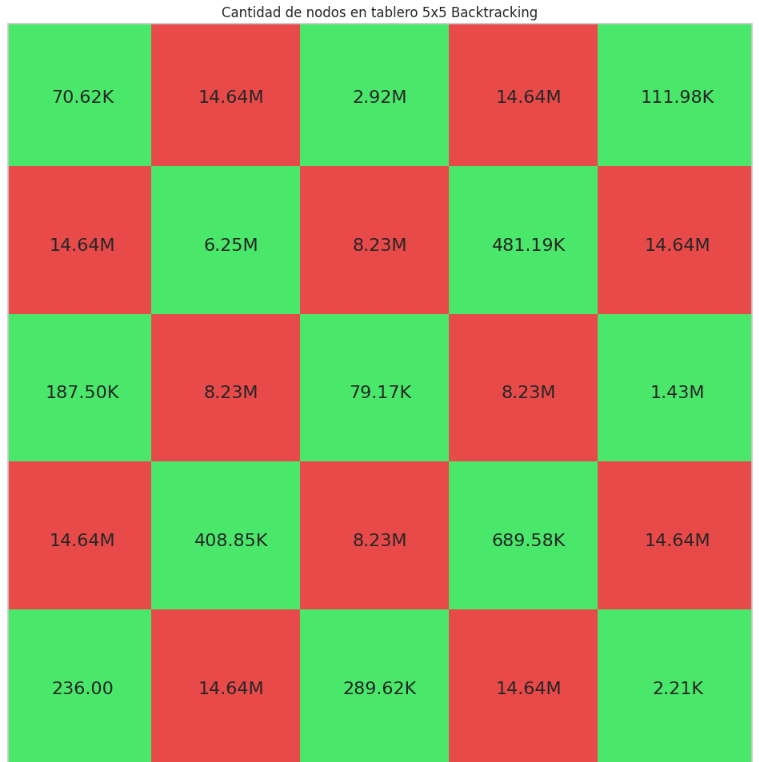 Cantidad de nodos en tablero 5x5 Backtracking
70.62K 14.64M 2.92M 14.64M 111.98K
14.64M 6.25M 8.23M 481.19K 14.64M
187.50K 8.23M 79.17K 8.23M 1.43M
14.64M 408.85K 8.23M 689.58K 14.64M
236.00 14.64M 289.62K 14.64M 2.21K